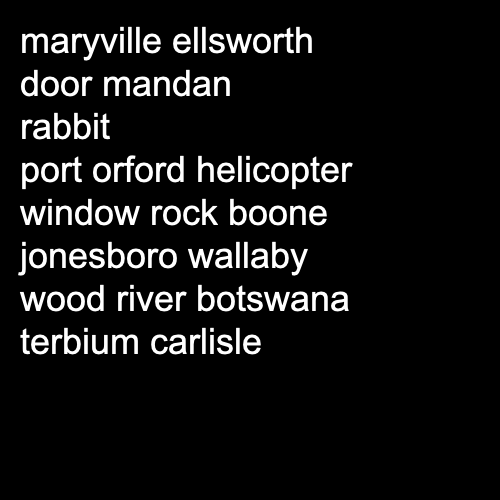 maryville ellsworth
door mandan
rabbit
port orford helicopter
window rock boone
jonesboro wallaby
wood river botswana
terbium carlisle